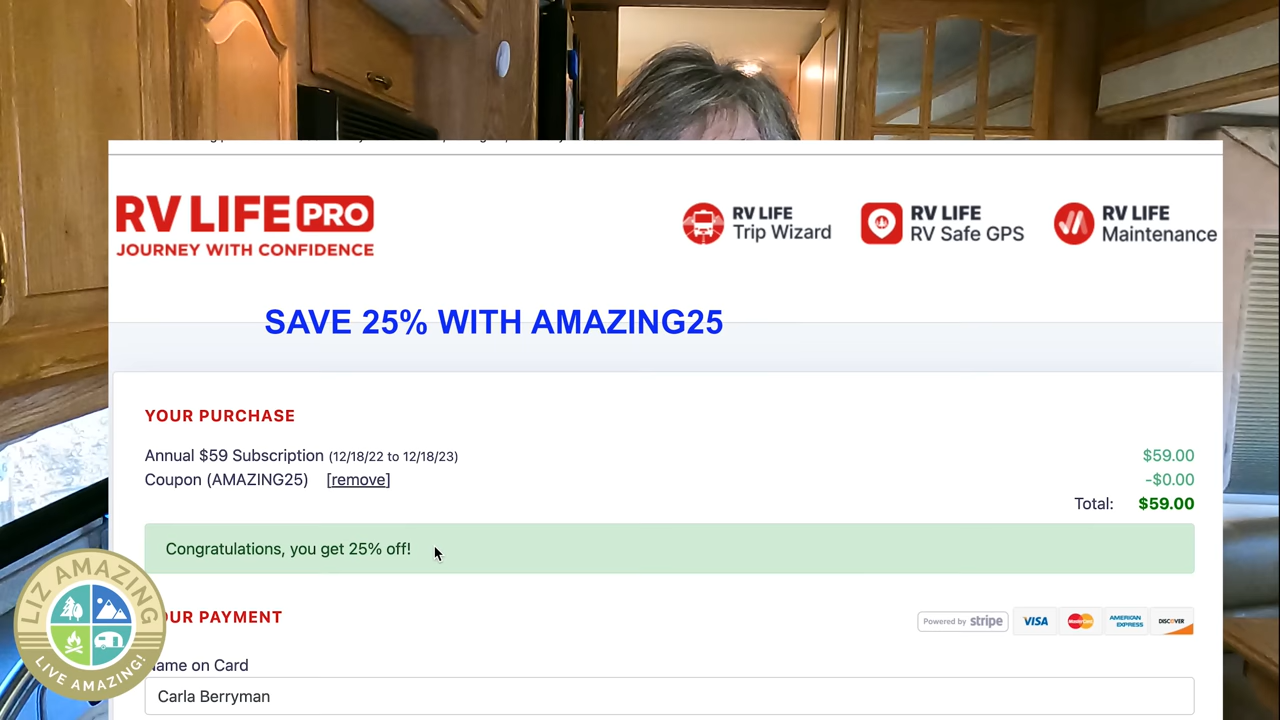 RV LIFE PRO
JOURNEY WITH CONFIDENCE
RV LIFE
Trip Wizard
RV LIFE
RV Safe GPS
RV LIFE
Maintenance
SAVE 25% WITH AMAZING25
YOUR PURCHASE
Annual $59 Subscription (12/18/22 to 12/18/23) $59.00
Coupon (AMAZING25) [remove] -$0.00
Total: $59.00
Congratulations, you get 25% off!
OUR PAYMENT
Powered by stripe VISA MasterCard AMERICAN EXPRESS DISCOVER
ame on Card
Carla Berryman
LIZ AMAZING
LIVE AMAZING!